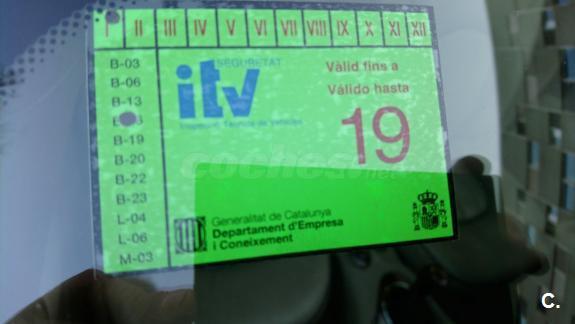 I II III IV V VI VII VIII IX X XI XII
B-03
B-06
B-13
B-19
B-20
B-22
B-23
L-04
L-06
M-03
SEGURETAT
itv
Inspecció Tècnica de Vehicles
Vàlid fins a
Válido hasta
19
coches.net
Generalitat de Catalunya
Departament d'Empresa
i Coneixement
C.